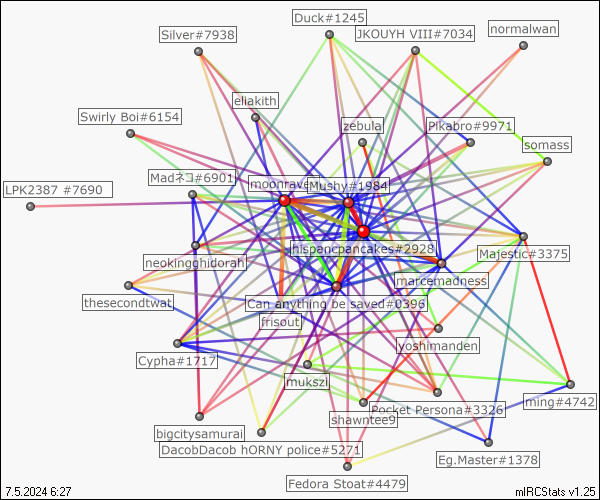 Duck#1245
Silver#7938
JKOUYH VIII#7034
normalwan
eliakith
Swirly Boi#6154
zebula
Pikabro#9971
somass
Madネコ#6901
moonrave
Mushy#1984
LPK2387 #7690
hispanicpantakes#2928
Majestic#3375
neokingghidorah
marcemadness
thesecondtwat
Can anything be saved#0396
frisout
yoshimanden
Cypha#1717
mukszi
ming#4742
Pocket Persona#3326
shawntee9
bigcitysamurai
DacobDacob hORNY police#5271
Eg.Master#1378
Fedora Stoat#4479
7.5.2024 6:27
mIRCStats v1.25